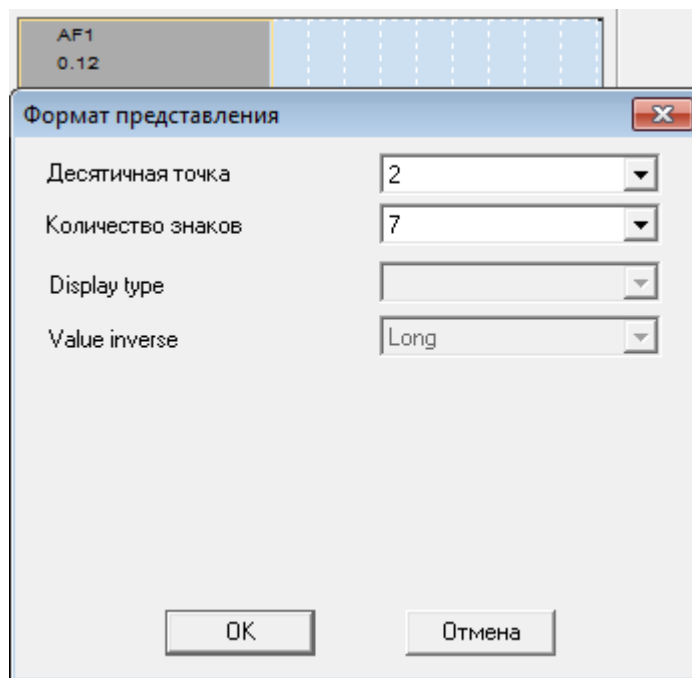 AF1
0.12
Формат представления
Десятичная точка 2
Количество знаков 7
Display type
Value inverse Long
OK Отмена